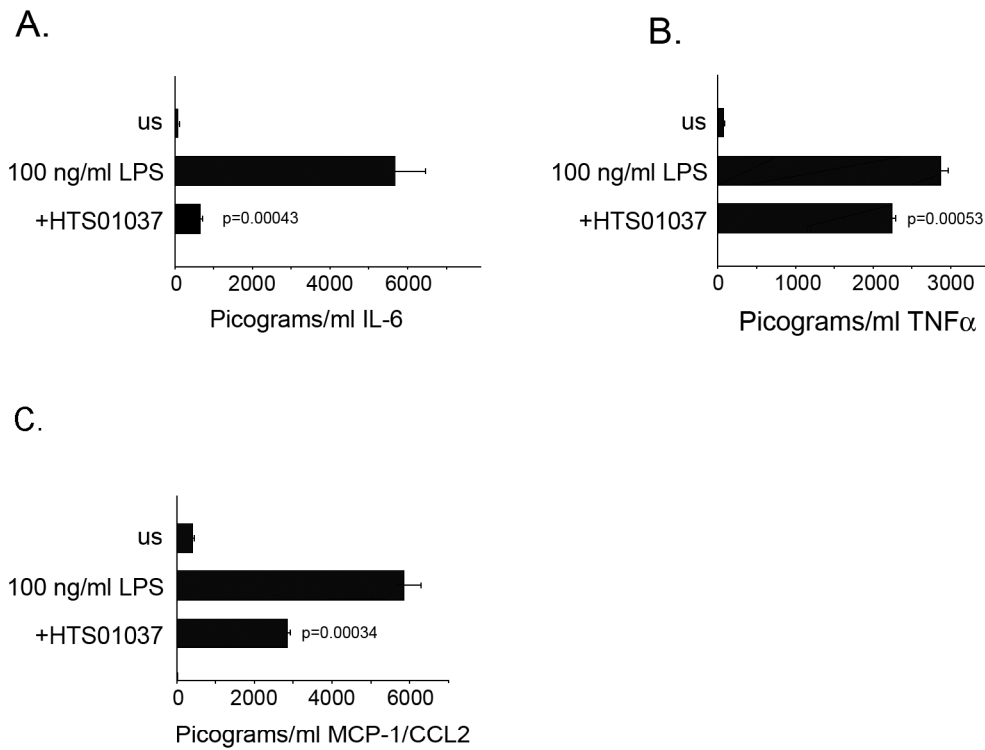 A.
us
100 ng/ml LPS
+HTS01037
p=0.00043
0 2000 4000 6000
Picograms/ml IL-6
B.
us
100 ng/ml LPS
+HTS01037
p=0.00053
0 1000 2000 3000
Picograms/ml TNFα
C.
us
100 ng/ml LPS
+HTS01037
p=0.00034
0 2000 4000 6000
Picograms/ml MCP-1/CCL2